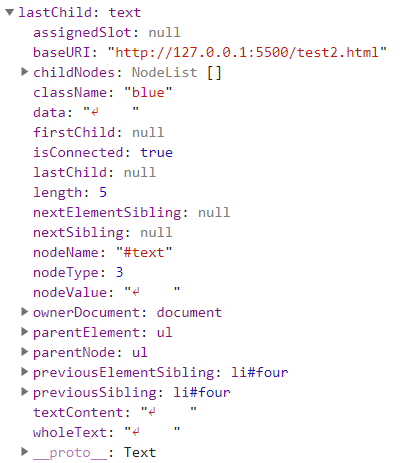 lastChild: text
assignedSlot: null
baseURI: "http://127.0.0.1:5500/test2.html"
childNodes: NodeList []
className: "blue"
data: "↵    "
firstChild: null
isConnected: true
lastChild: null
length: 5
nextElementSibling: null
nextSibling: null
nodeName: "#text"
nodeType: 3
nodeValue: "↵    "
ownerDocument: document
parentElement: ul
parentNode: ul
previousElementSibling: li#four
previousSibling: li#four
textContent: "↵    "
wholeText: "↵    "
__proto__: Text